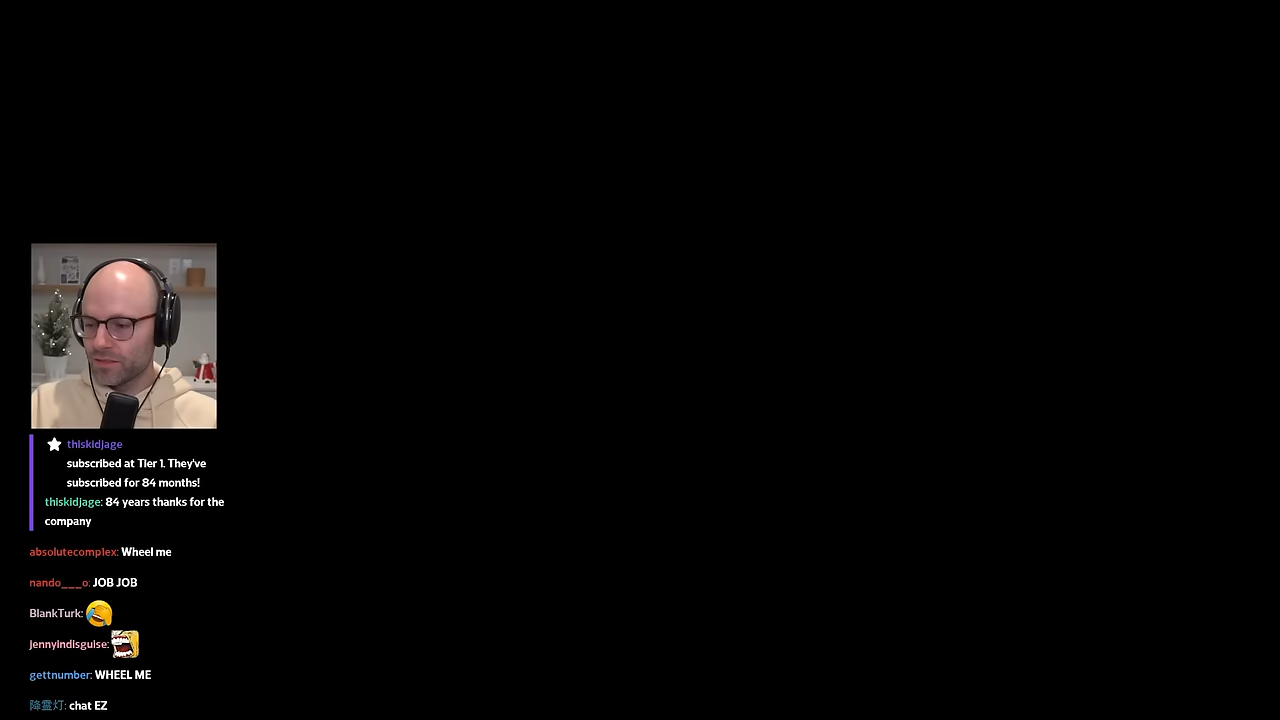 thiskidjage
subscribed at Tier 1. They've
subscribed for 84 months!
thiskidjage: 84 years thanks for the
company
absolutecomplex: Wheel me
nando___o: JOB JOB
BlankTurk:
jennyindisguise:
gettnumber: WHEEL ME
降霊灯: chat EZ